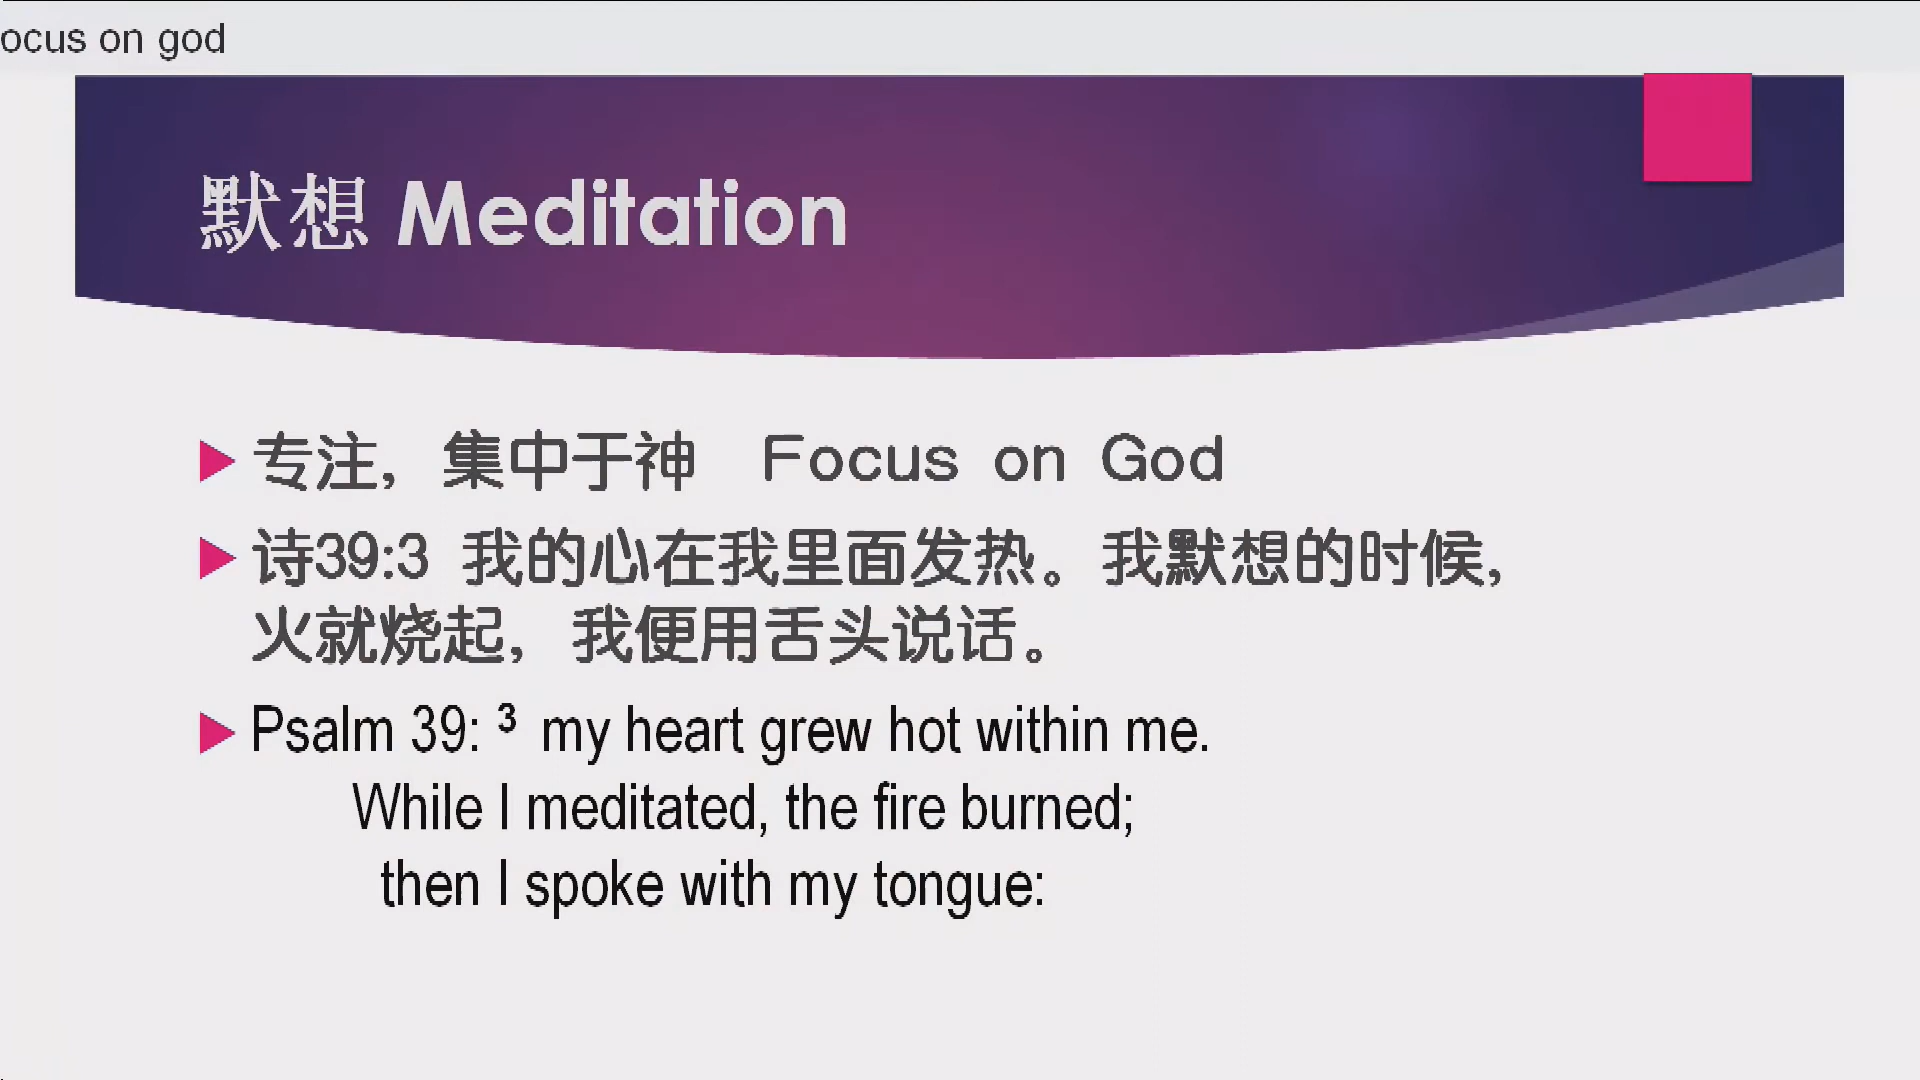 ocus on god
默想 Meditation
专注，集中于神 Focus on God
诗39:3 我的心在我里面发热。我默想的时候，
火就烧起，我便用舌头说话。
Psalm 39: ³ my heart grew hot within me.
While I meditated, the fire burned;
then I spoke with my tongue: